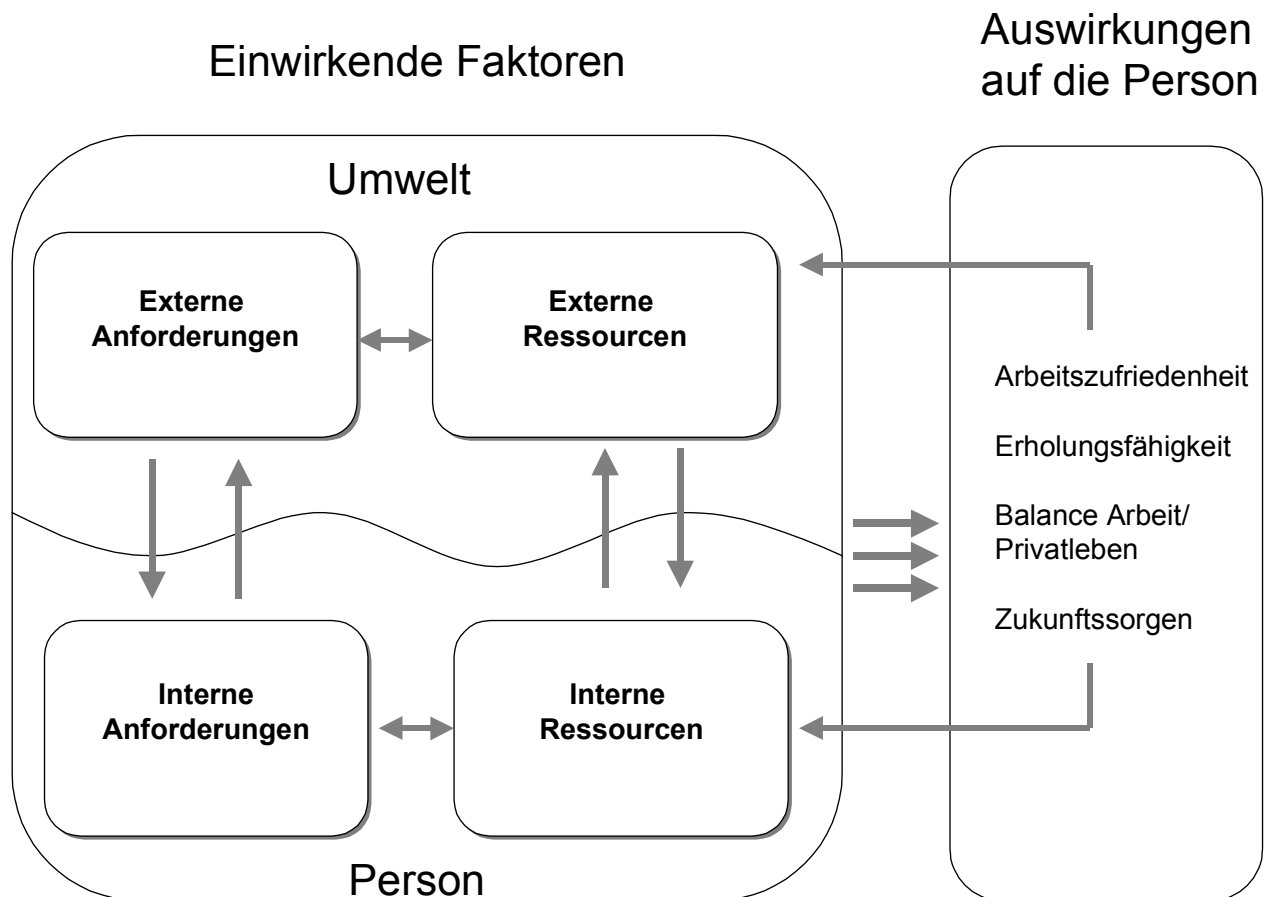 Einwirkende Faktoren
Auswirkungen
auf die Person
Umwelt
Externe
Anforderungen
Externe
Ressourcen
Arbeitszufriedenheit
Erholungsfähigkeit
Balance Arbeit/
Privatleben
Zukunftssorgen
Interne
Anforderungen
Interne
Ressourcen
Person